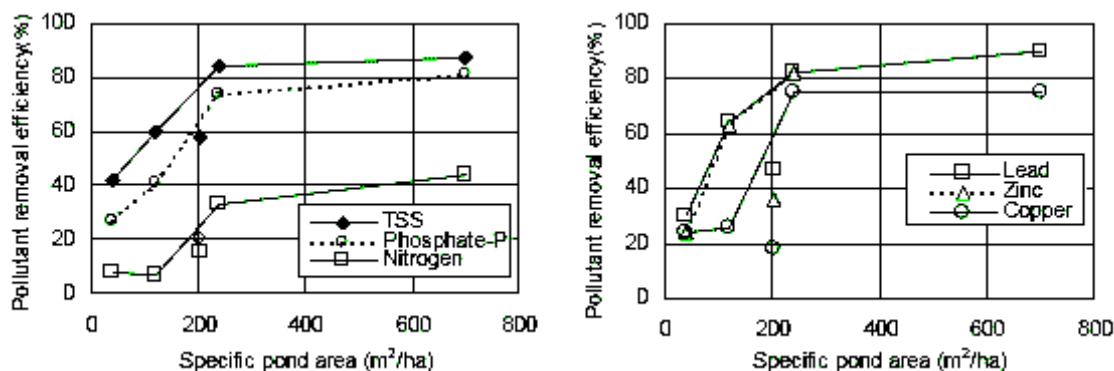 Pollutant removal efficiency(%)
100
80
60
40
20
0
0 200 400 600 800
Specific pond area (m²/ha)
TSS
Phosphate-P
Nitrogen
Pollutant removal efficiency(%)
100
80
60
40
20
0
0 200 400 600 800
Specific pond area (m²/ha)
Lead
Zinc
Copper